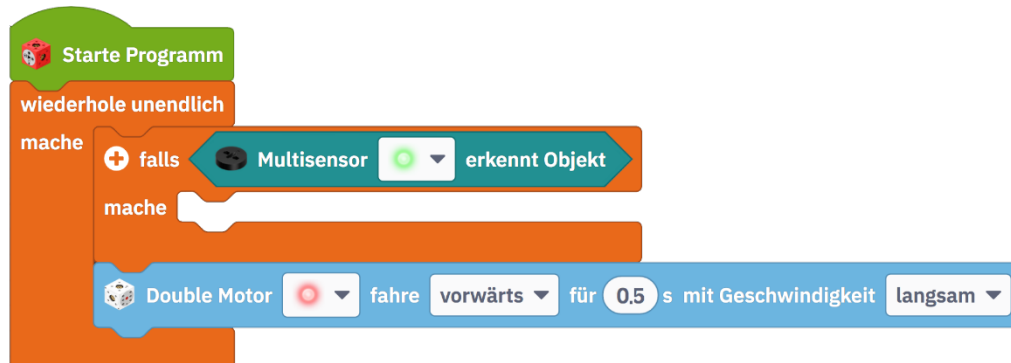 Starte Programm
wiederhole unendlich
mache
falls Multisensor erkennt Objekt
mache
Double Motor fahre vorwärts für 0.5 s mit Geschwindigkeit langsam